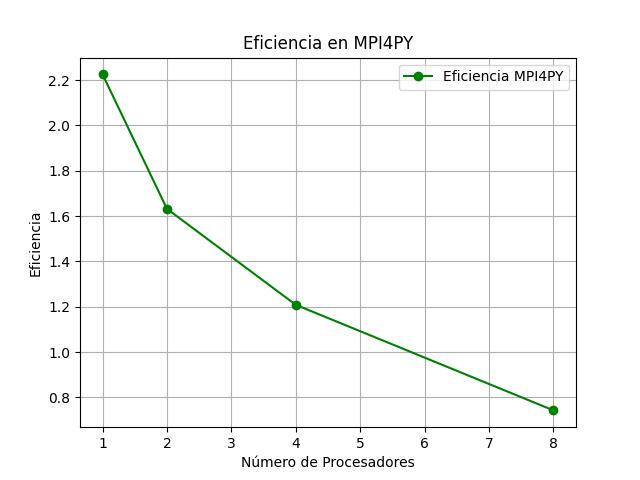 Eficiencia en MPI4PY
Eficiencia MPI4PY
2.2
2.0
1.8
1.6
1.4
1.2
1.0
0.8
Eficiencia
1 2 3 4 5 6 7 8
Número de Procesadores